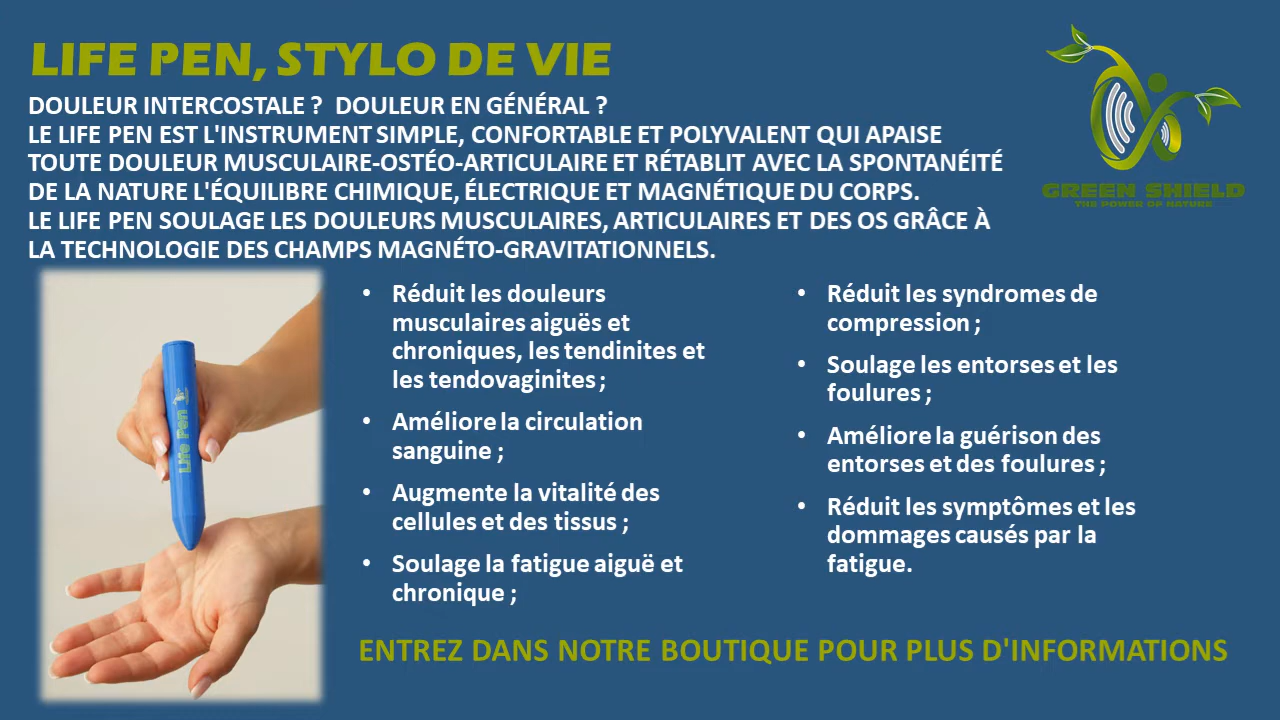 LIFE PEN, STYLO DE VIE
DOULEUR INTERCOSTALE ? DOULEUR EN GÉNÉRAL ?
LE LIFE PEN EST L'INSTRUMENT SIMPLE, CONFORTABLE ET POLYVALENT QUI APAISE
TOUTE DOULEUR MUSCULAIRE-OSTÉO-ARTICULAIRE ET RÉTABLIT AVEC LA SPONTANÉITÉ
DE LA NATURE L'ÉQUILIBRE CHIMIQUE, ÉLECTRIQUE ET MAGNÉTIQUE DU CORPS.
LE LIFE PEN SOULAGE LES DOULEURS MUSCULAIRES, ARTICULAIRES ET DES OS GRÂCE À
LA TECHNOLOGIE DES CHAMPS MAGNÉTO-GRAVITATIONNELS.
GREEN SHIELD
THE POWER OF NATURE
Life Pen
• Réduit les douleurs
musculaires aiguës et
chroniques, les tendinites et
les tendovaginites ;
• Améliore la circulation
sanguine ;
• Augmente la vitalité des
cellules et des tissus ;
• Soulage la fatigue aiguë et
chronique ;
• Réduit les syndromes de
compression ;
• Soulage les entorses et les
foulures ;
• Améliore la guérison des
entorses et des foulures ;
• Réduit les symptômes et les
dommages causés par la
fatigue.
ENTREZ DANS NOTRE BOUTIQUE POUR PLUS D'INFORMATIONS